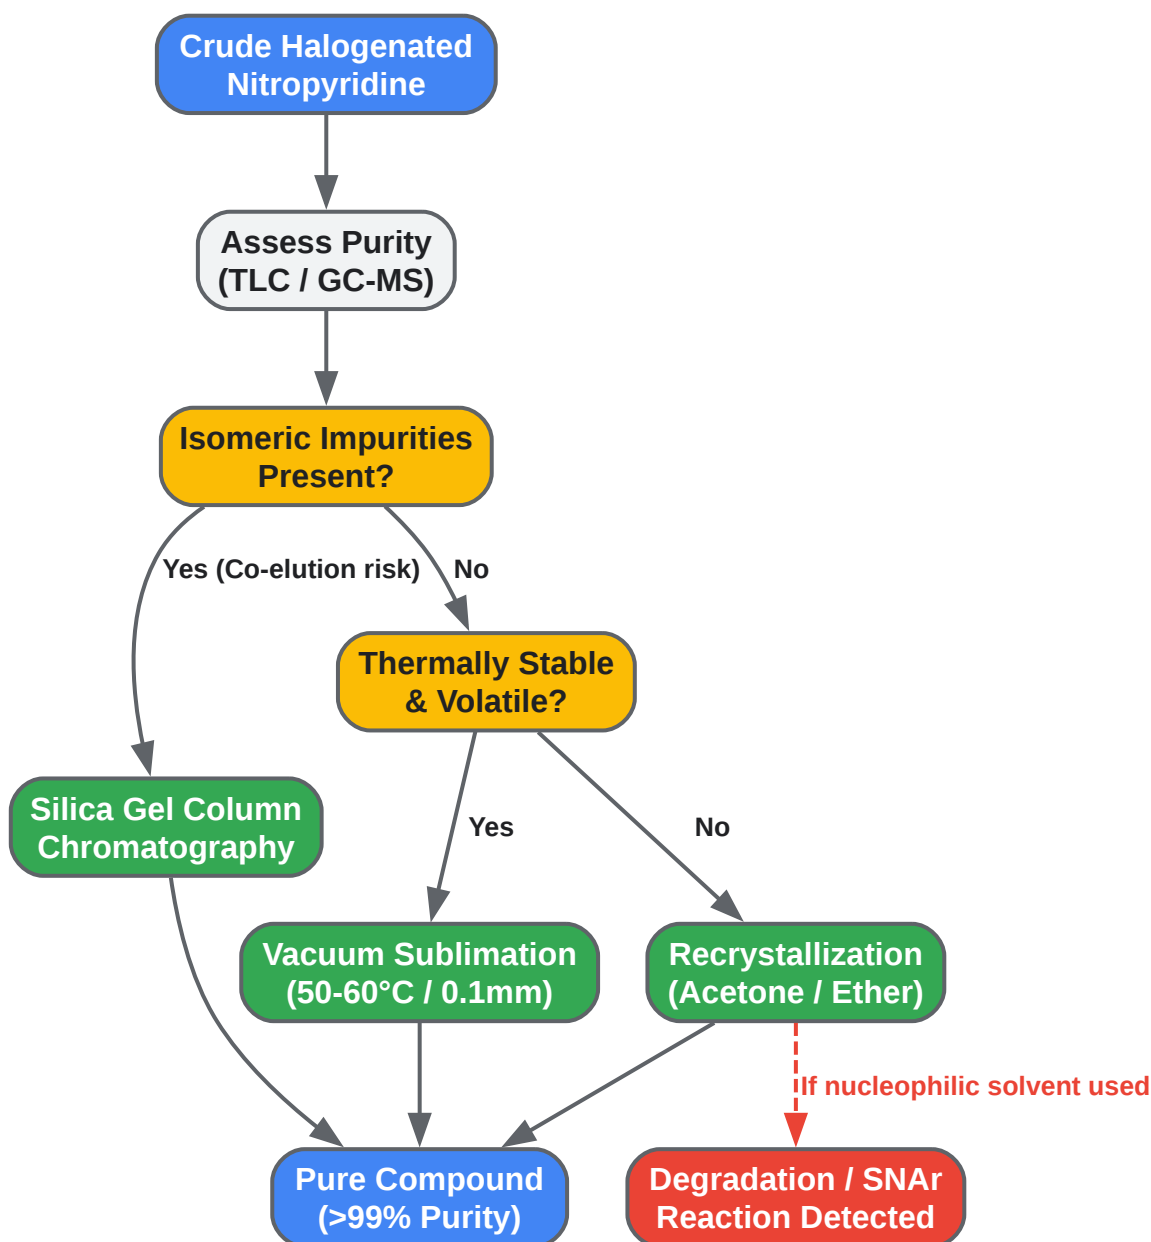 Crude Halogenated
Nitropyridine
Assess Purity
(TLC / GC-MS)
Isomeric Impurities
Present?
Yes (Co-elution risk)
No
Thermally Stable
& Volatile?
Silica Gel Column
Chromatography
Yes
No
Vacuum Sublimation
(50-60°C / 0.1mm)
Recrystallization
(Acetone / Ether)
If nucleophilic solvent used
Pure Compound
(>99% Purity)
Degradation / SNAr
Reaction Detected